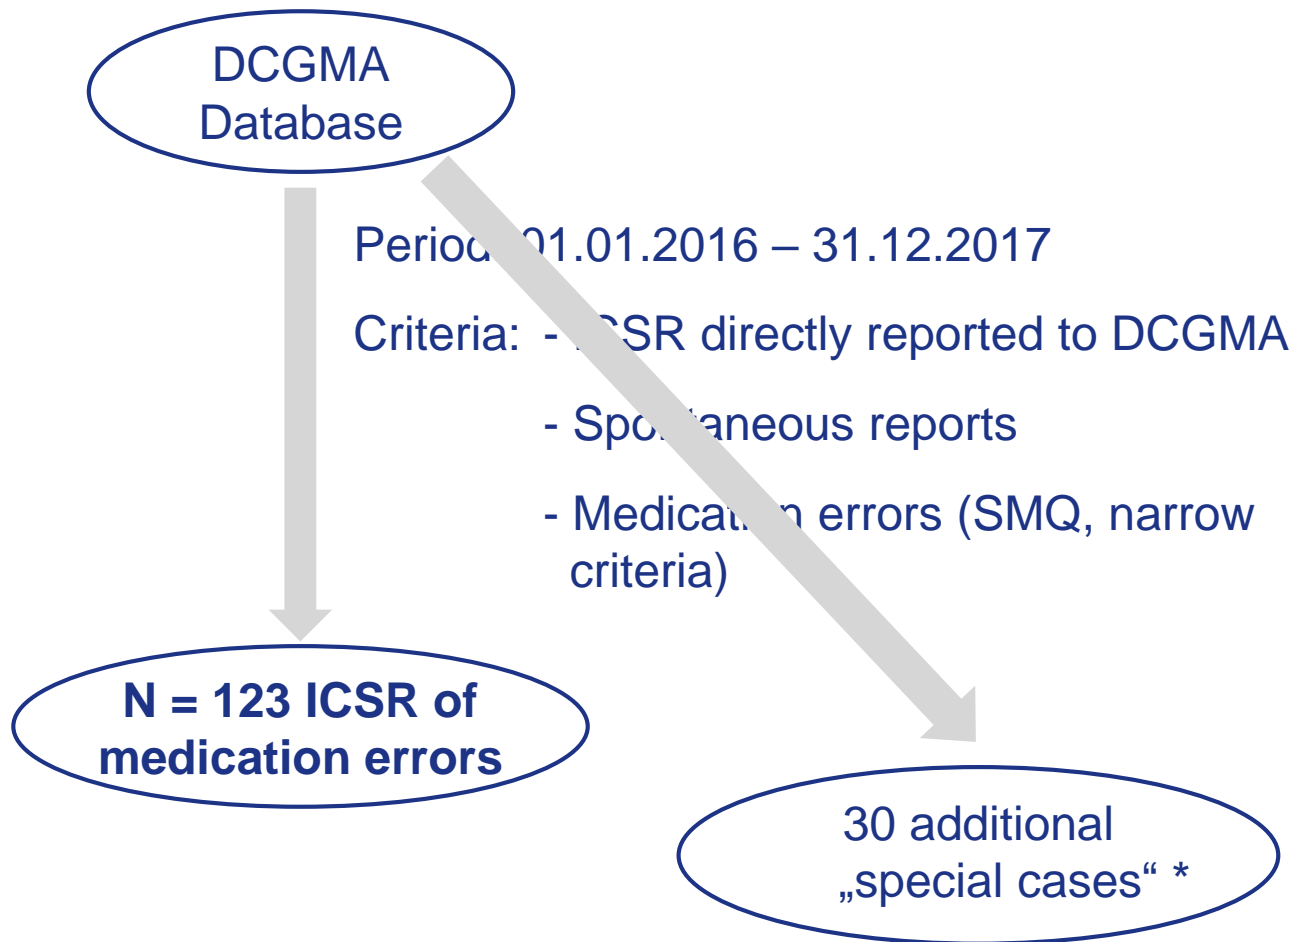 DCGMA
Database
Period: 01.01.2016 – 31.12.2017
Criteria: - ICSR directly reported to DCGMA
- Spontaneous reports
- Medication errors (SMQ, narrow
criteria)
N = 123 ICSR of
medication errors
30 additional
„special cases“ *